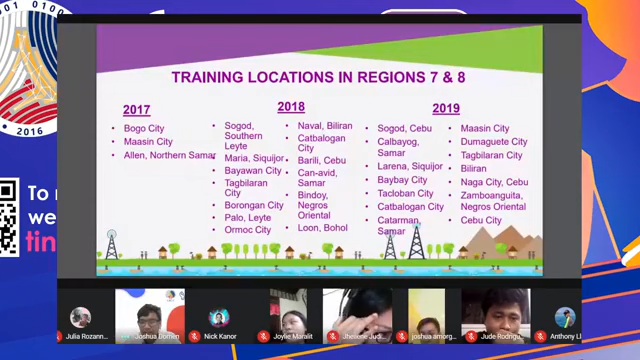 TRAINING LOCATIONS IN REGIONS 7 & 8
2017
• Bogo City
• Maasin City
• Allen, Northern Samar
2018
• Sogod,
Southern
Leyte
• Maria, Siquijor
• Bayawan City
• Tagbilaran
City
• Borongan City
• Palo, Leyte
• Ormoc City
• Naval, Biliran
• Catbalogan
City
• Barili, Cebu
• Can-avid,
Samar
• Bindoy,
Negros
Oriental
• Loon, Bohol
2019
• Sogod, Cebu
• Calbayog,
Samar
• Larena, Siquijor
• Baybay City
• Tacloban City
• Catbalogan City
• Catarman,
Samar
• Maasin City
• Dumaguete City
• Tagbilaran City
• Biliran
• Naga City, Cebu
• Zamboanguita,
Negros Oriental
• Cebu City
2016
To
we
tin
Julia Rozann...
Joshua Domen
Nick Kanor
Joylie Maralit
joshua amorg...
Jude Rodrigu...